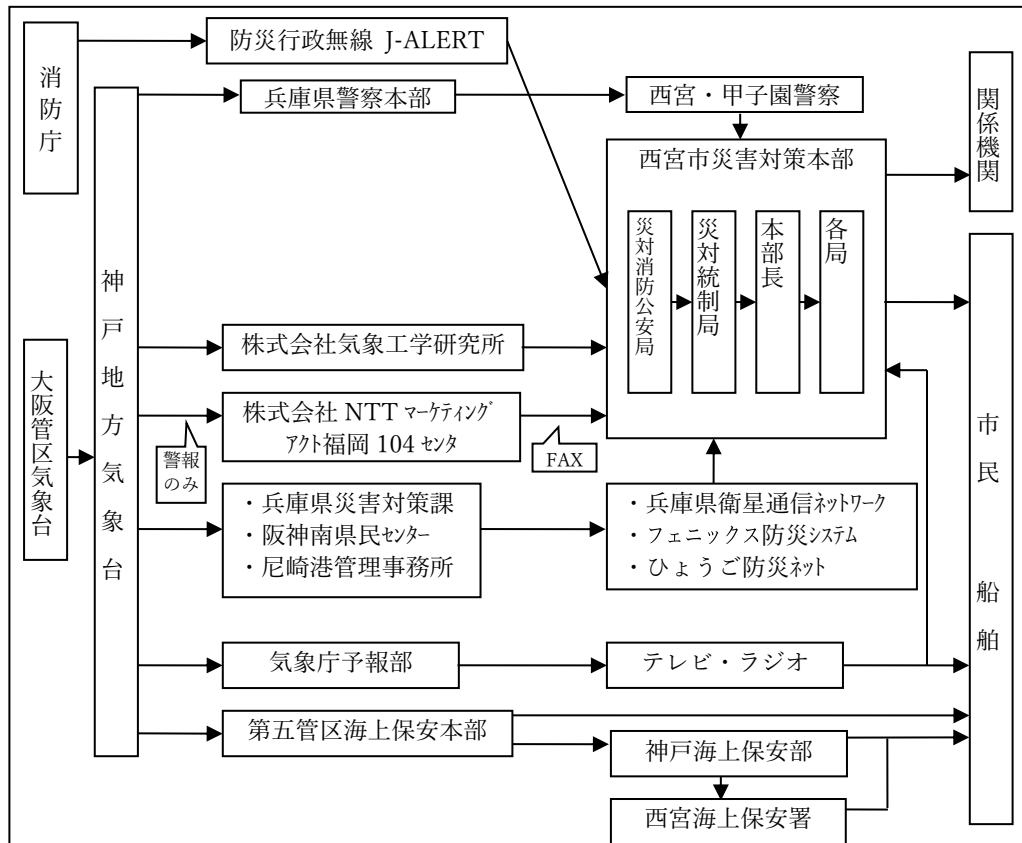 防災行政無線 J-ALERT
消防庁
兵庫県警察本部
西宮・甲子園警察
関係機関
西宮市災害対策本部
災対消防公安局
災対統制局
本部長
各局
神戸地方気象台
大阪管区気象台
株式会社気象工学研究所
株式会社 NTT マーケティング
アクト福岡 104 センタ
警報
のみ
FAX
・兵庫県災害対策課
・阪神南県民センター
・尼崎港管理事務所
・兵庫県衛星通信ネットワーク
・フェニックス防災システム
・ひょうご防災ネット
市民 船舶
気象庁予報部
テレビ・ラジオ
第五管区海上保安本部
神戸海上保安部
西宮海上保安署